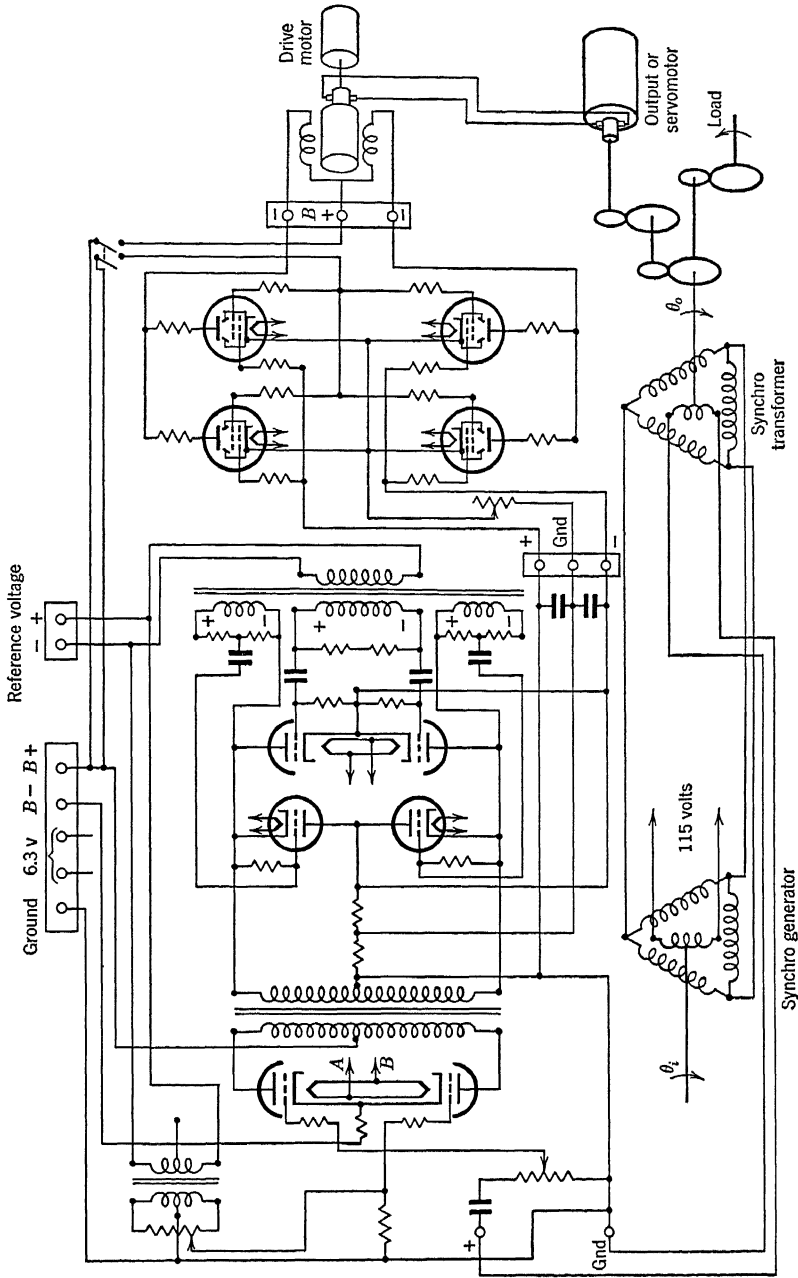 Drive
motor
Output or
servomotor
Load
− B + −
θo
Synchro
transformer
+ Gnd −
Reference voltage
− +
+ −
+ −
+ −
Ground 6.3 v B− B+
115 volts
Synchro generator
θi
A
B
+
Gnd